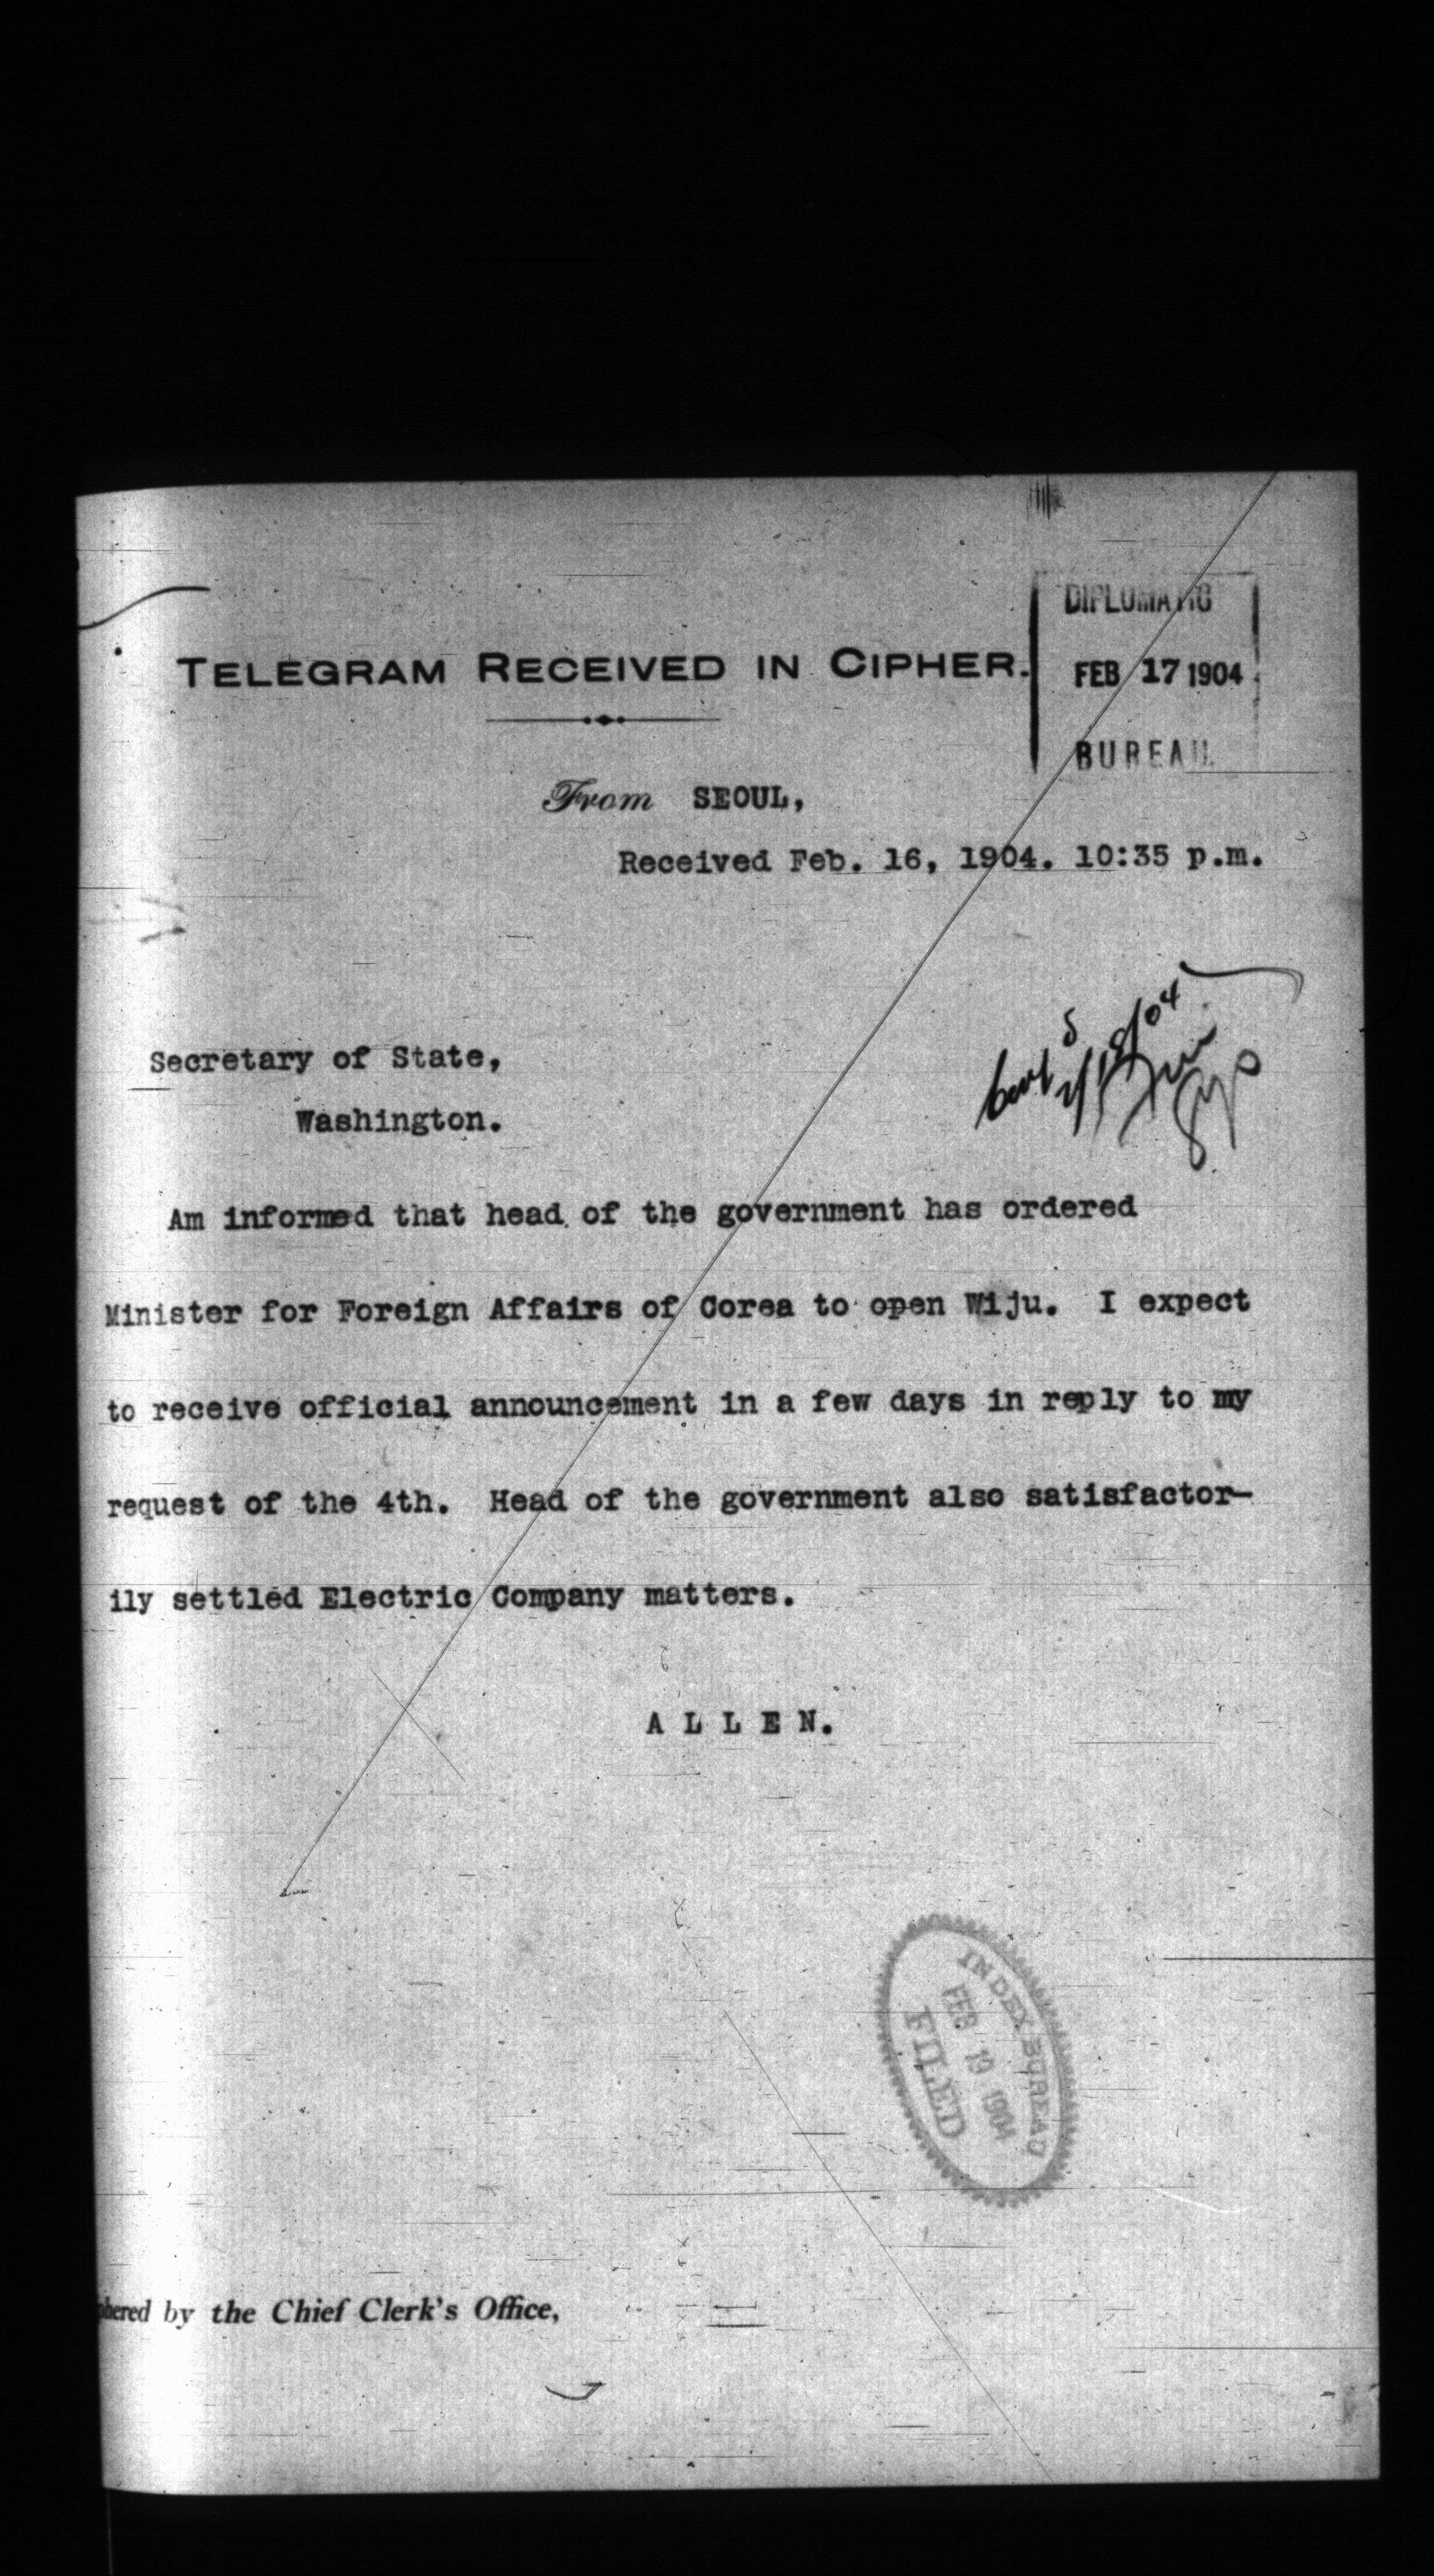 DIPLOMATIC
FEB 17 1904
BUREAU
TELEGRAM RECEIVED IN CIPHER.
From SEOUL,
Received Feb. 16, 1904. 10:35 p.m.
Secretary of State,
Washington.
Am informed that head of the government has ordered
Minister for Foreign Affairs of Corea to open Wiju. I expect
to receive official announcement in a few days in reply to my
request of the 4th. Head of the government also satisfactor-
ily settled Electric Company matters.
ALLEN.
INDEX BUREAU
FEB 19 1904
FILED
phered by the Chief Clerk's Office,